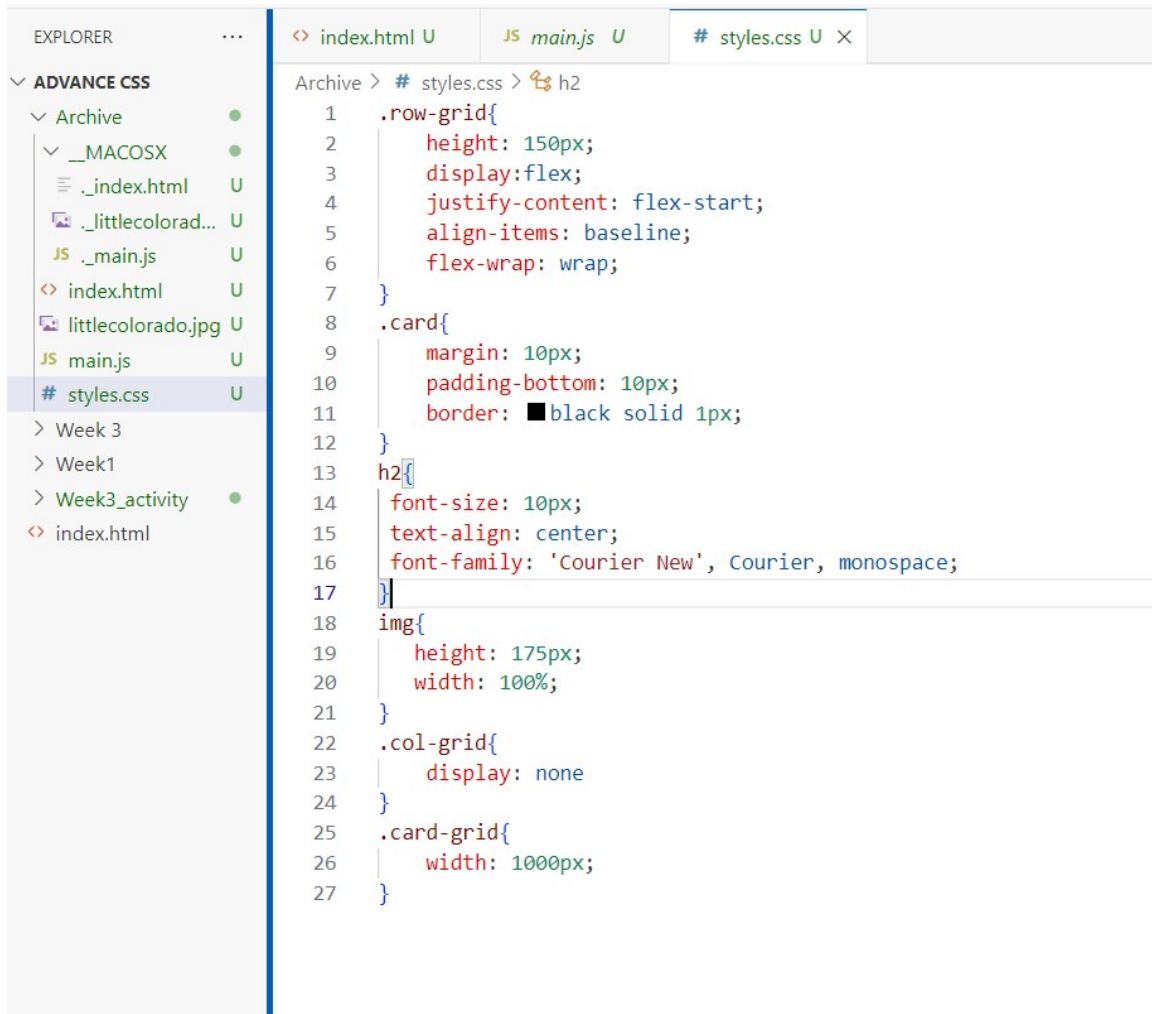 EXPLORER ...
ADVANCE CSS
Archive
__MACOSX
._index.html U
._littlecolorad... U
JS ._main.js U
<> index.html U
littlecolorado.jpg U
JS main.js U
# styles.css U
> Week 3
> Week1
> Week3_activity
<> index.html
<> index.html U JS main.js U # styles.css U ×
Archive > # styles.css > h2
1 .row-grid{
2 height: 150px;
3 display:flex;
4 justify-content: flex-start;
5 align-items: baseline;
6 flex-wrap: wrap;
7 }
8 .card{
9 margin: 10px;
10 padding-bottom: 10px;
11 border: black solid 1px;
12 }
13 h2{
14 font-size: 10px;
15 text-align: center;
16 font-family: 'Courier New', Courier, monospace;
17 }
18 img{
19 height: 175px;
20 width: 100%;
21 }
22 .col-grid{
23 display: none
24 }
25 .card-grid{
26 width: 1000px;
27 }